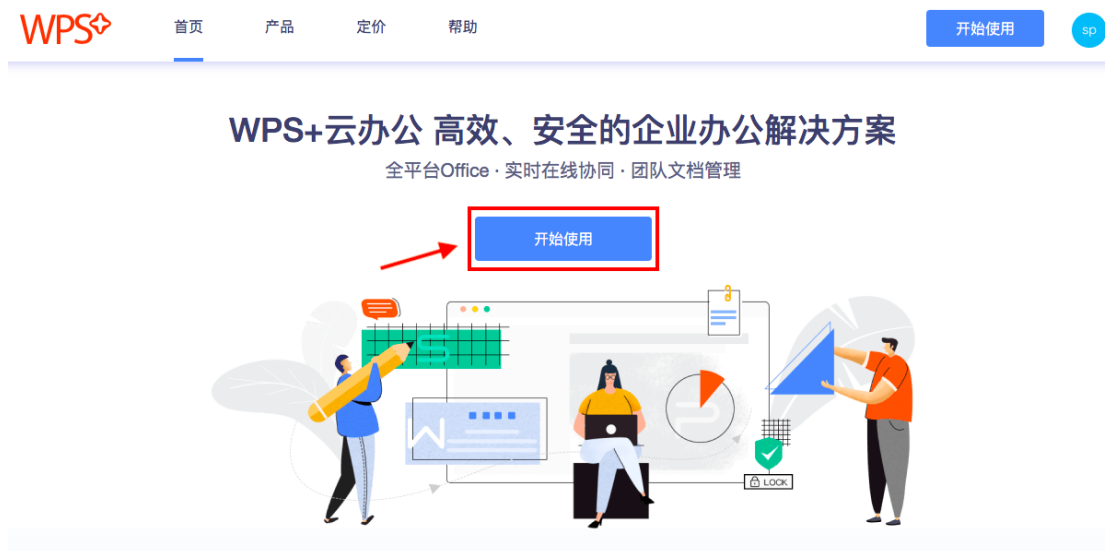 WPS+
首页 产品 定价 帮助 开始使用 sp
WPS+云办公 高效、安全的企业办公解决方案
全平台Office · 实时在线协同 · 团队文档管理
开始使用
S
W
P
LOCK